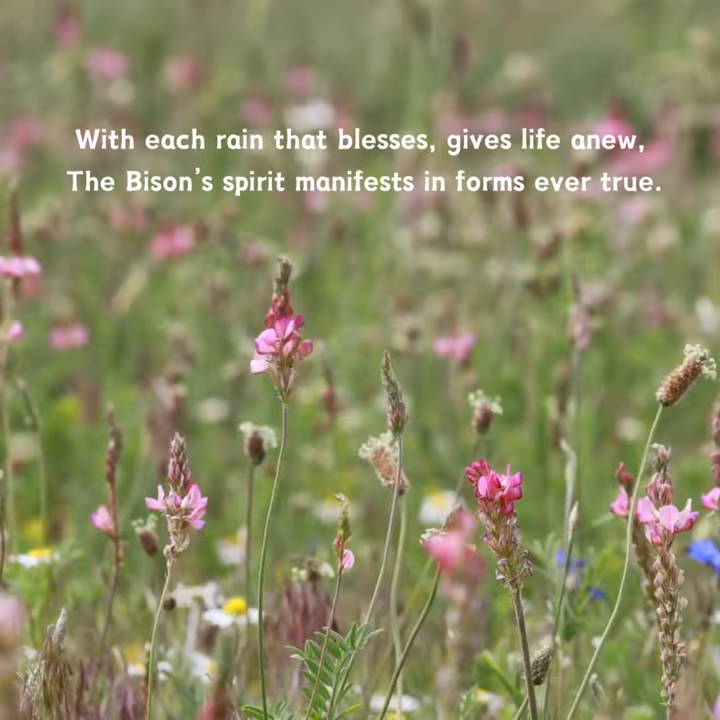 With each rain that blesses, gives life anew,
The Bison's spirit manifests in forms ever true.